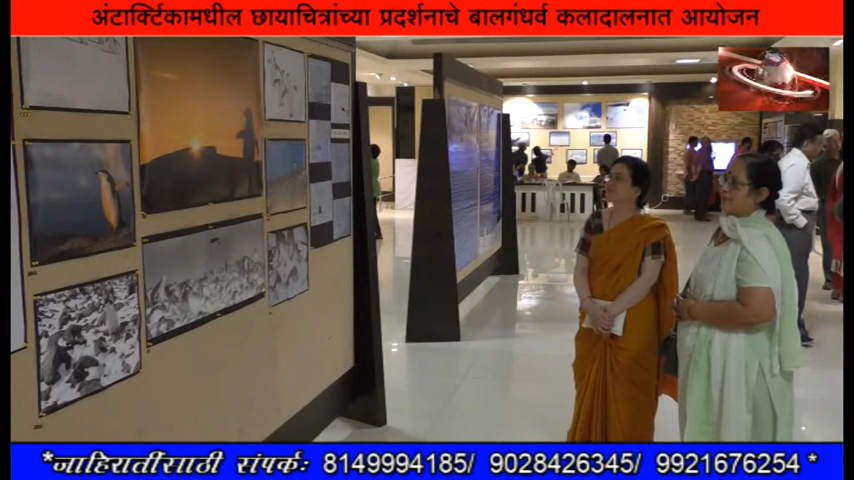 अंटार्क्टिकामधील छायाचित्रांच्या प्रदर्शनाचे बालगंधर्व कलादालनात आयोजन
*जाहिरातींसाठी संपर्क: 8149994185/ 9028426345/ 9921676254 *